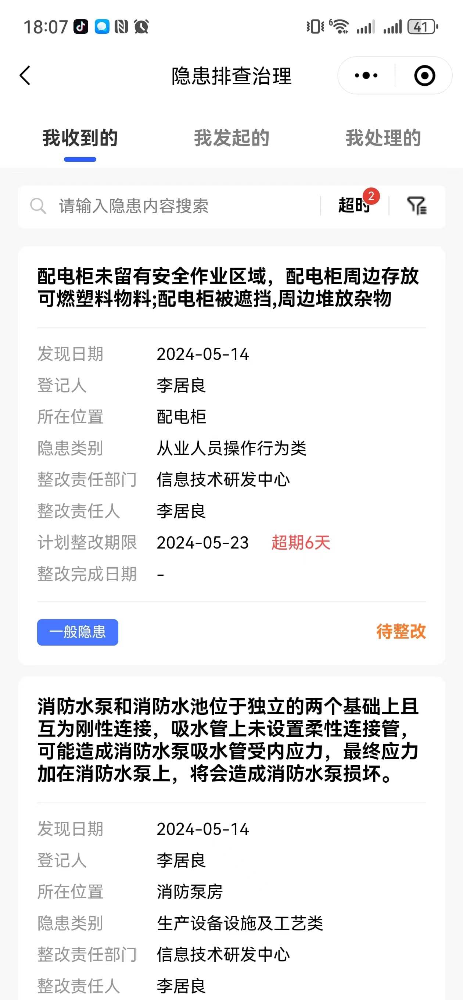 18:07
6
41
隐患排查治理
我收到的 我发起的 我处理的
请输入隐患内容搜索 超时 2
配电柜未留有安全作业区域，配电柜周边存放
可燃塑料物料;配电柜被遮挡,周边堆放杂物
发现日期 2024-05-14
登记人 李居良
所在位置 配电柜
隐患类别 从业人员操作行为类
整改责任部门 信息技术研发中心
整改责任人 李居良
计划整改期限 2024-05-23 超期6天
整改完成日期 -
一般隐患 待整改
消防水泵和消防水池位于独立的两个基础上且
互为刚性连接，吸水管上未设置柔性连接管，
可能造成消防水泵吸水管受内应力，最终应力
加在消防水泵上，将会造成消防水泵损坏。
发现日期 2024-05-14
登记人 李居良
所在位置 消防泵房
隐患类别 生产设备设施及工艺类
整改责任部门 信息技术研发中心
整改责任人 李居良